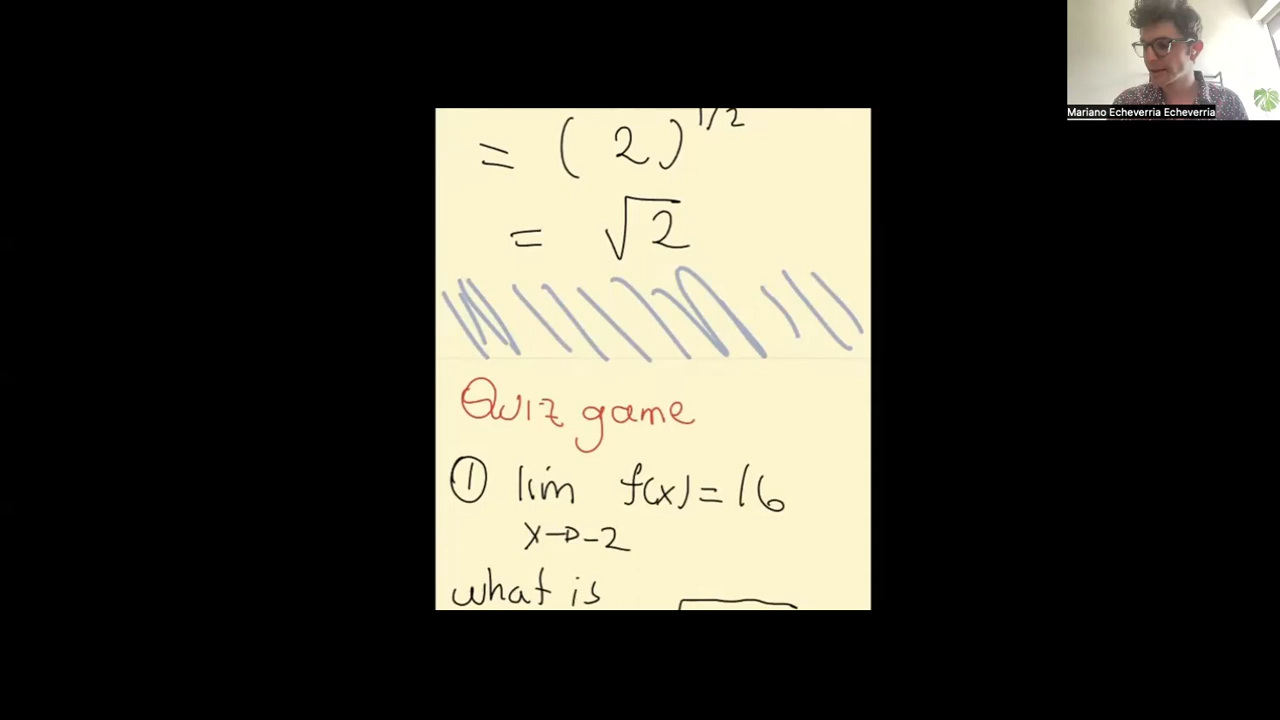 Mariano Echeverria Echeverria
= (2)^{1/2}
= √2
Quiz game
① lim f(x)=16
x→-2
what is